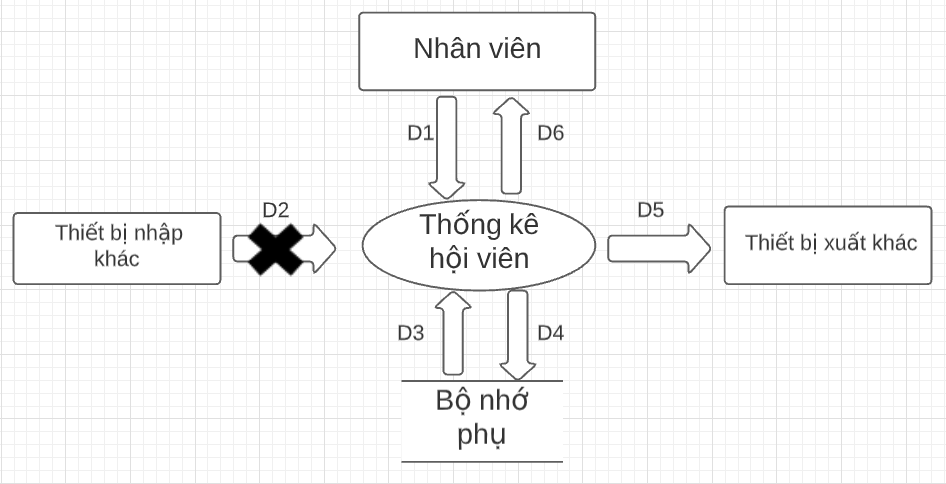 Nhân viên
D1
D6
D2
Thống kê
hội viên
D5
Thiết bị nhập
khác
Thiết bị xuất khác
D3
D4
Bộ nhớ
phụ